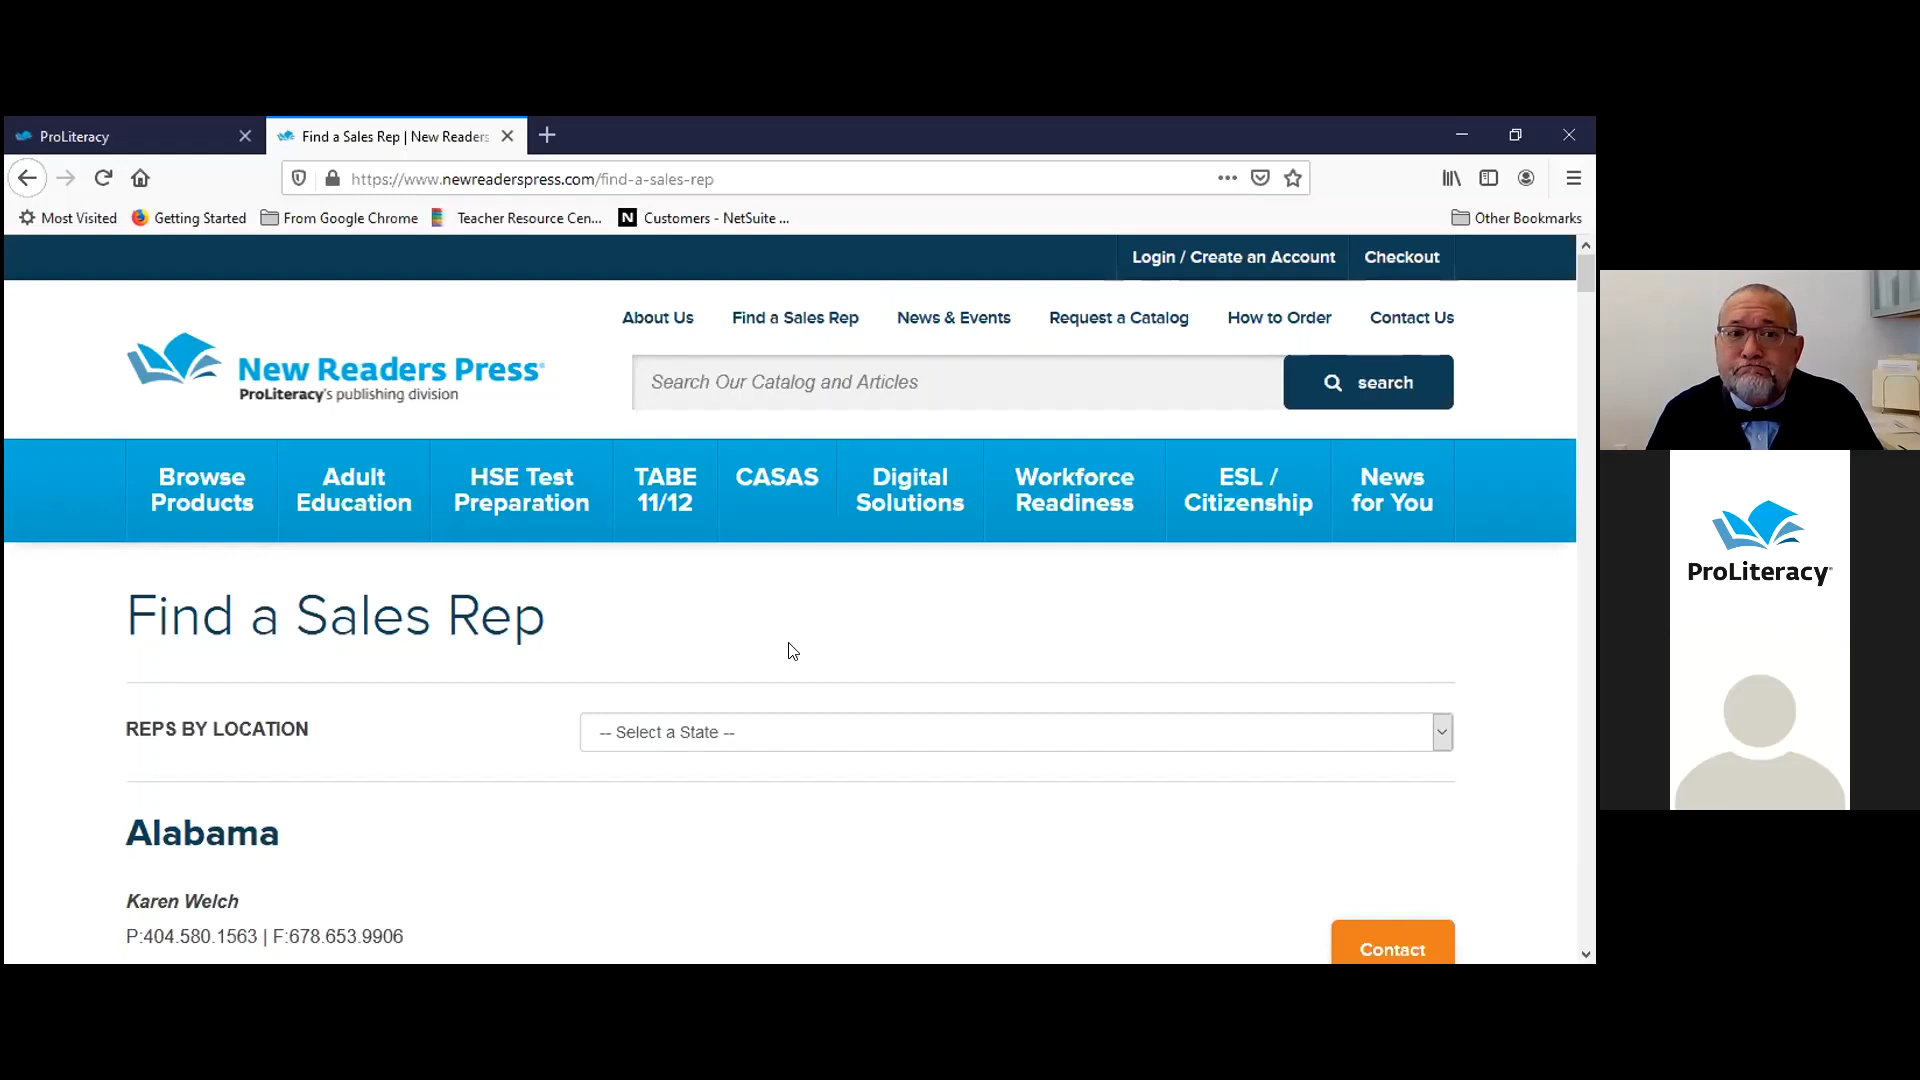 ProLiteracy
Find a Sales Rep | New Readers
https://www.newreaderspress.com/find-a-sales-rep
Most Visited Getting Started From Google Chrome Teacher Resource Cen... N Customers - NetSuite ... Other Bookmarks
Login / Create an Account Checkout
About Us Find a Sales Rep News & Events Request a Catalog How to Order Contact Us
New Readers Press®
ProLiteracy's publishing division
Search Our Catalog and Articles
search
Browse Products
Adult Education
HSE Test Preparation
TABE 11/12
CASAS
Digital Solutions
Workforce Readiness
ESL / Citizenship
News for You
Find a Sales Rep
REPS BY LOCATION
-- Select a State --
Alabama
Karen Welch
P:404.580.1563 | F:678.653.9906
Contact
ProLiteracy